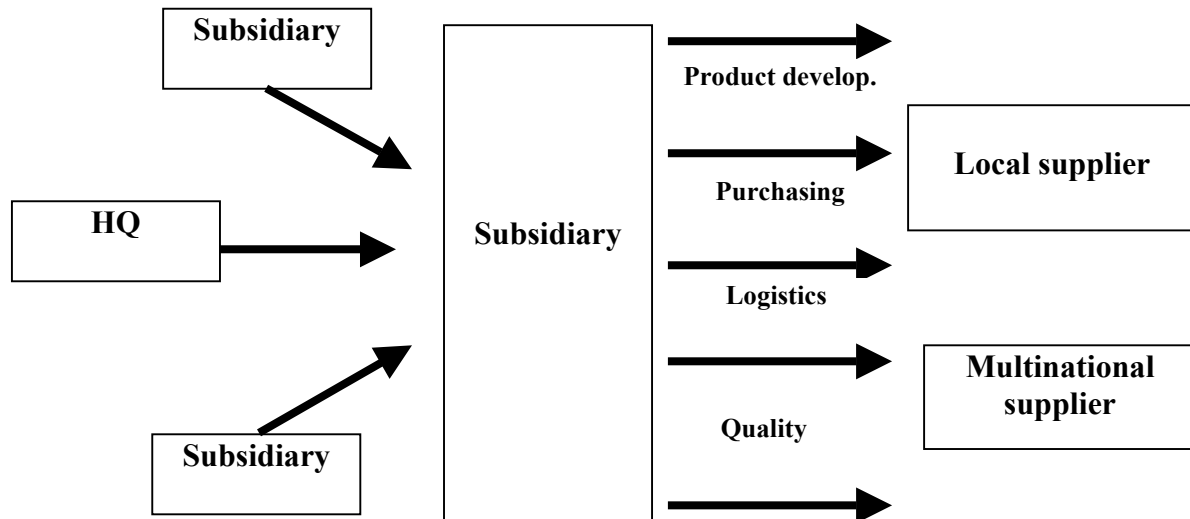 Subsidiary
HQ
Subsidiary
Subsidiary
Product develop.
Purchasing
Logistics
Quality
Local supplier
Multinational
supplier